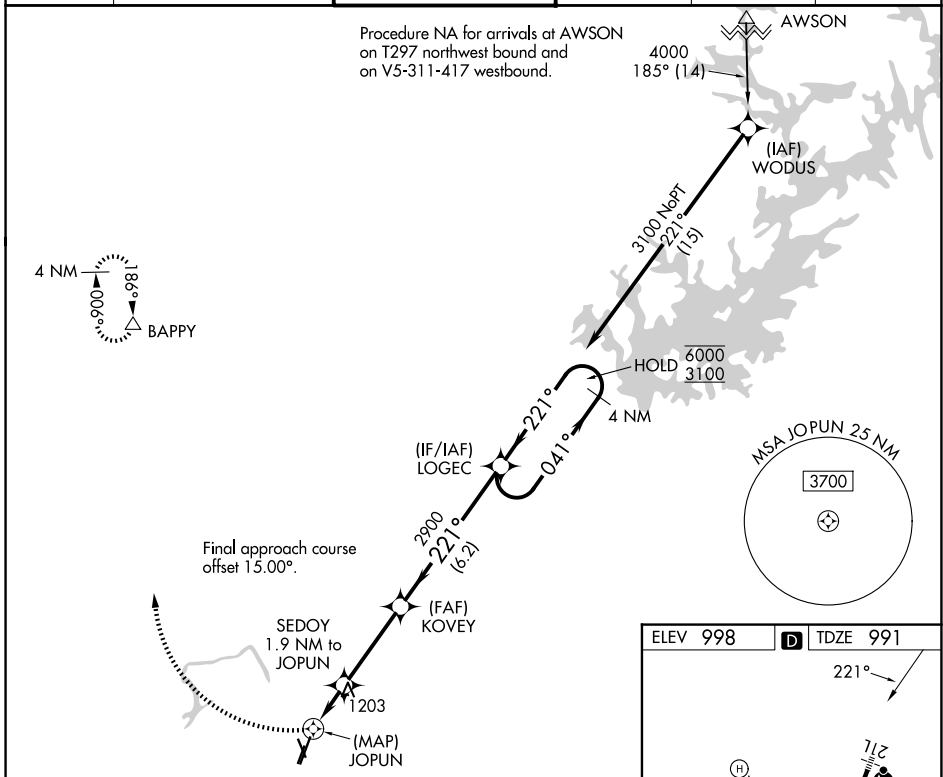 Procedure NA for arrivals at AWSON
on T297 northwest bound and
on V5-311-417 westbound.
AWSON
4000
185° (14)
(IAF)
WODUS
3100 NoPT
221°
(15)
4 NM
186°
006°
BAPPY
HOLD 6000
3100
4 NM
221°
041°
(IF/IAF)
LOGEC
MSA JOPUN 25 NM
3700
2900
221°
(6.2)
Final approach course
offset 15.00°.
(FAF)
KOVEY
SEDOY
1.9 NM to
JOPUN
1203
(MAP)
JOPUN
ELEV 998 D TDZE 991
221°
21L
H